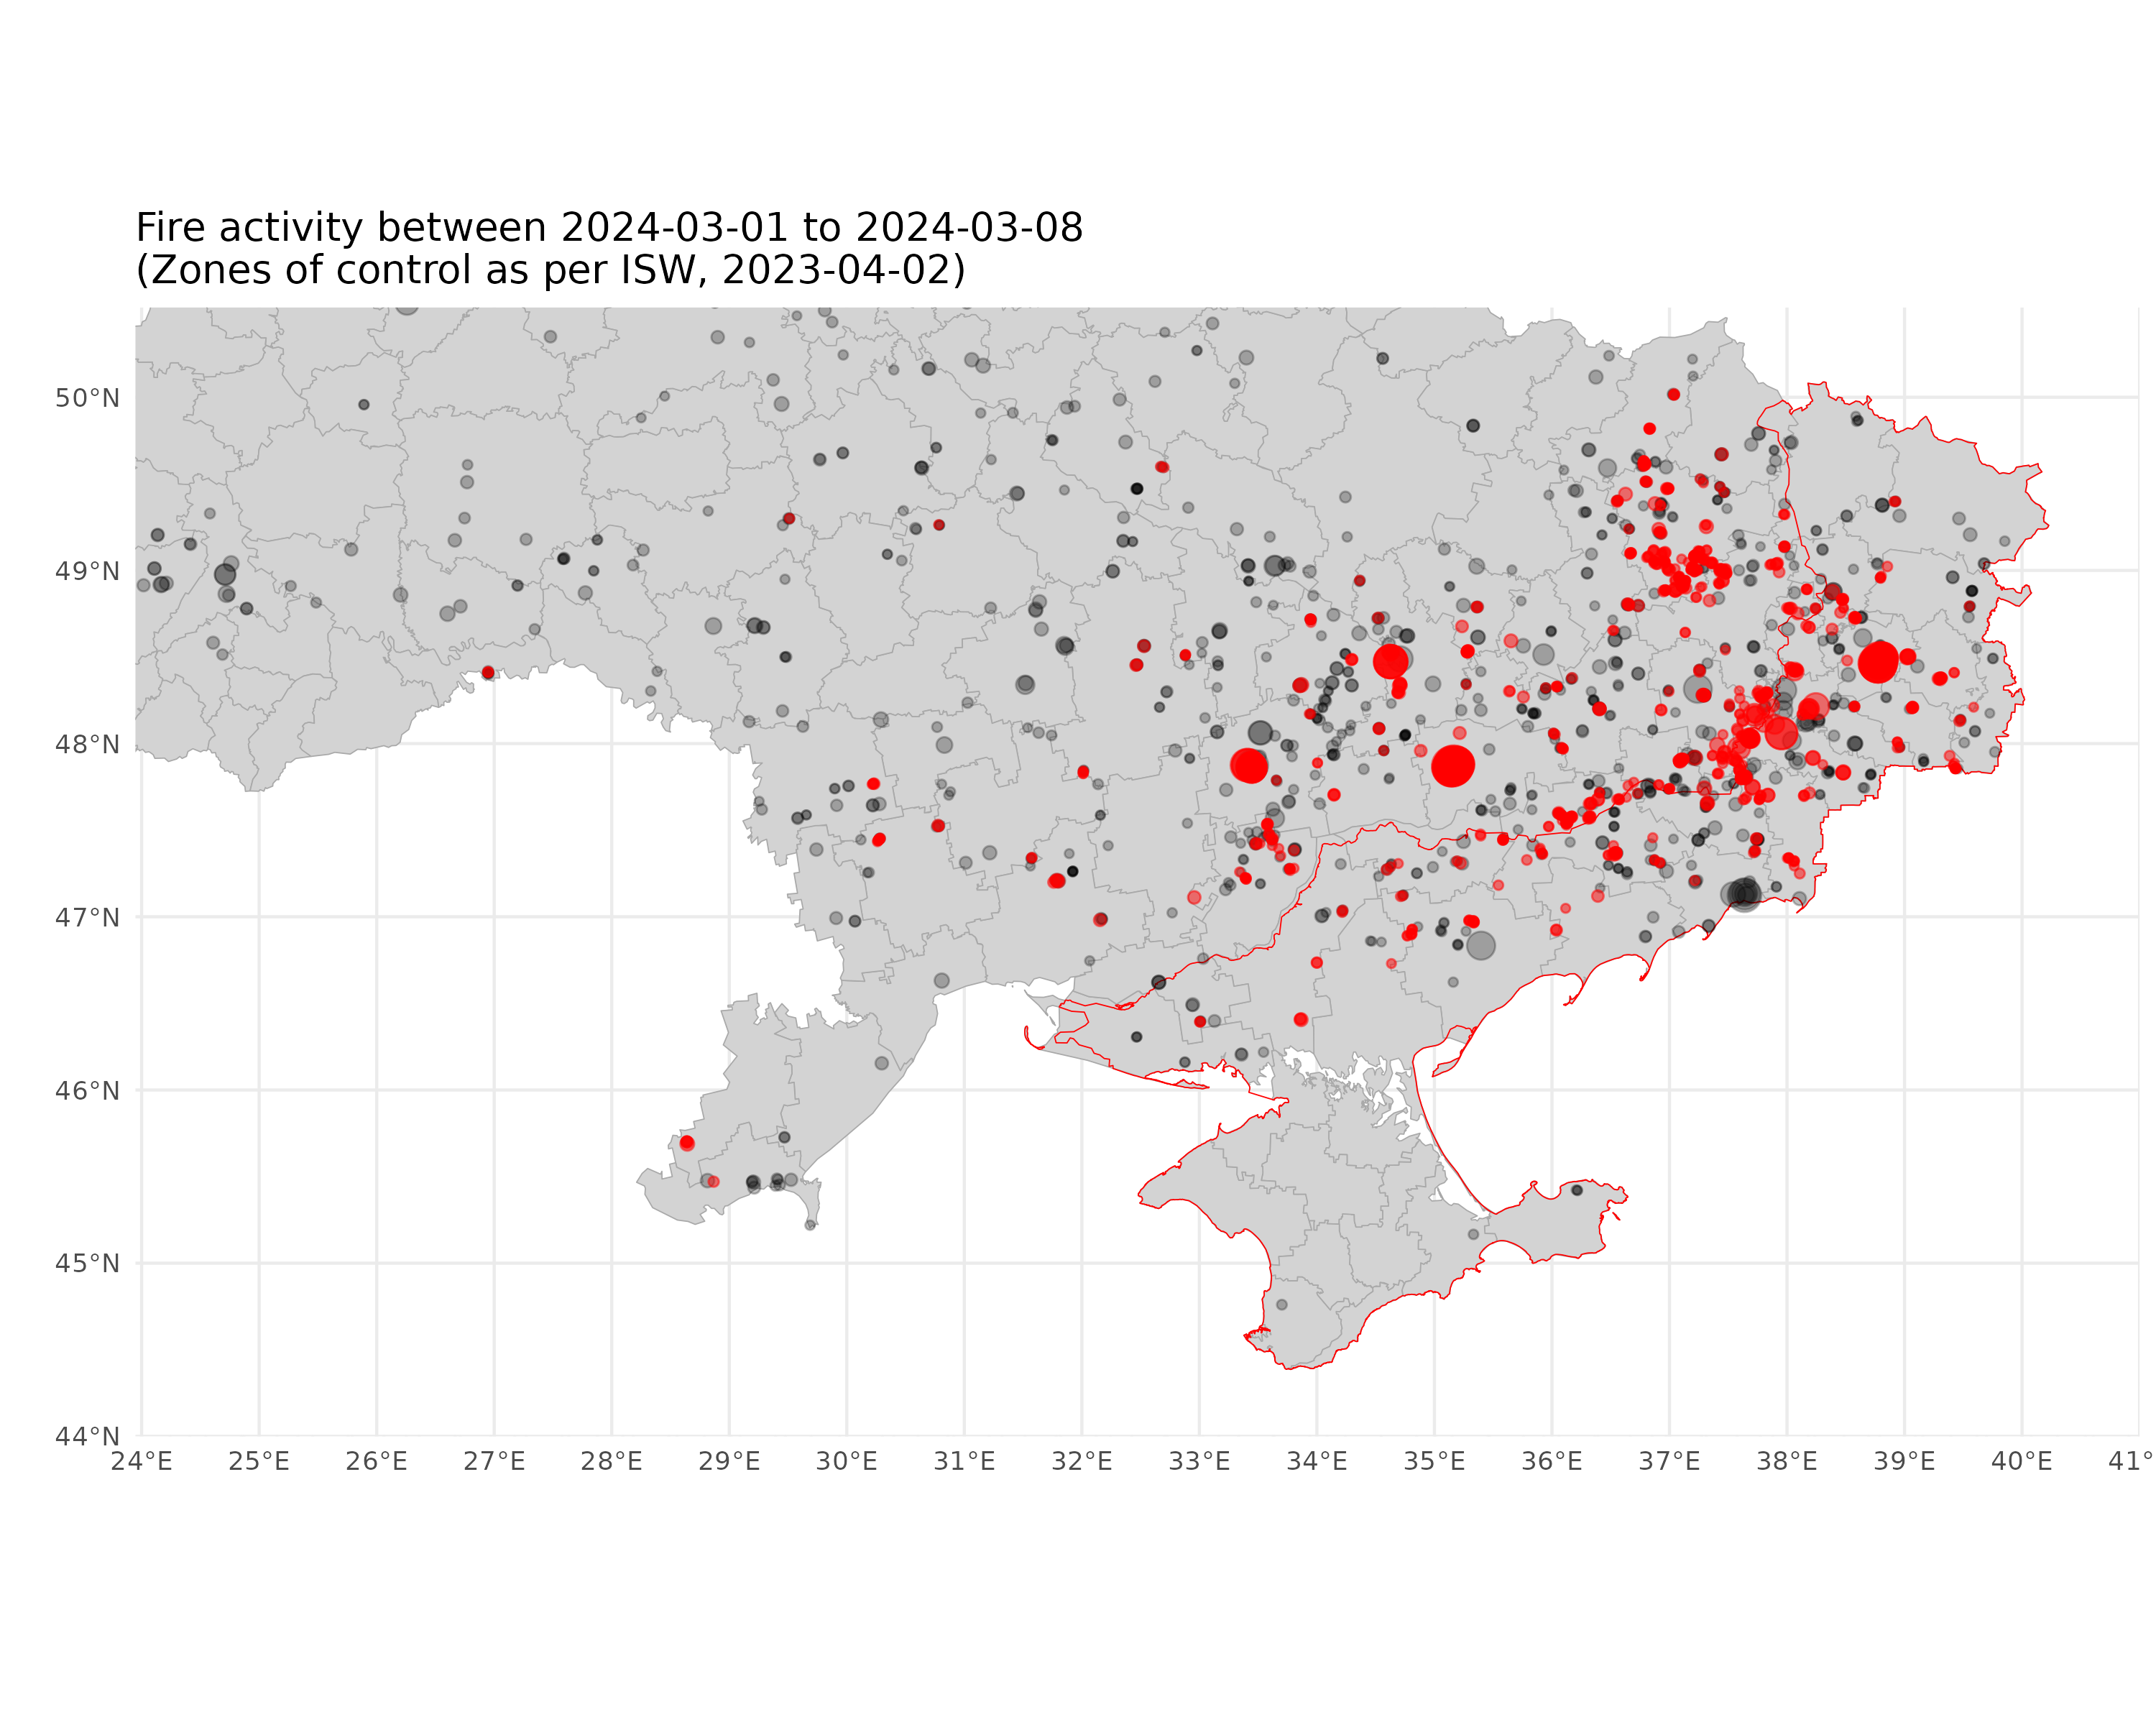 Fire activity between 2024-03-01 to 2024-03-08
(Zones of control as per ISW, 2023-04-02)
50°N
49°N
48°N
47°N
46°N
45°N
44°N
24°E 25°E 26°E 27°E 28°E 29°E 30°E 31°E 32°E 33°E 34°E 35°E 36°E 37°E 38°E 39°E 40°E 41°